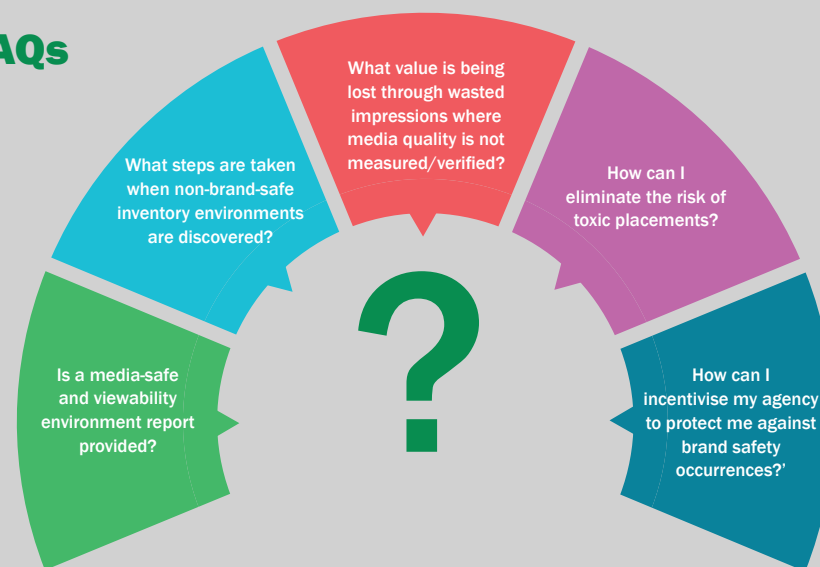 AQs
What value is being
lost through wasted
impressions where
media quality is not
measured/verified?
What steps are taken
when non-brand-safe
inventory environments
are discovered?
How can I
eliminate the risk of
toxic placements?
Is a media-safe
and viewability
environment report
provided?
How can I
incentivise my agency
to protect me against
brand safety
occurrences?’
?